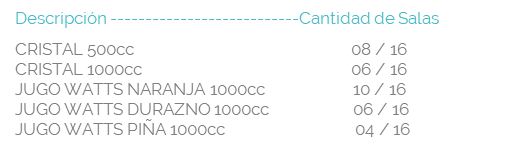 Descripción ---------------------------Cantidad de Salas
CRISTAL 500cc 08 / 16
CRISTAL 1000cc 06 / 16
JUGO WATTS NARANJA 1000cc 10 / 16
JUGO WATTS DURAZNO 1000cc 06 / 16
JUGO WATTS PIÑA 1000cc 04 / 16